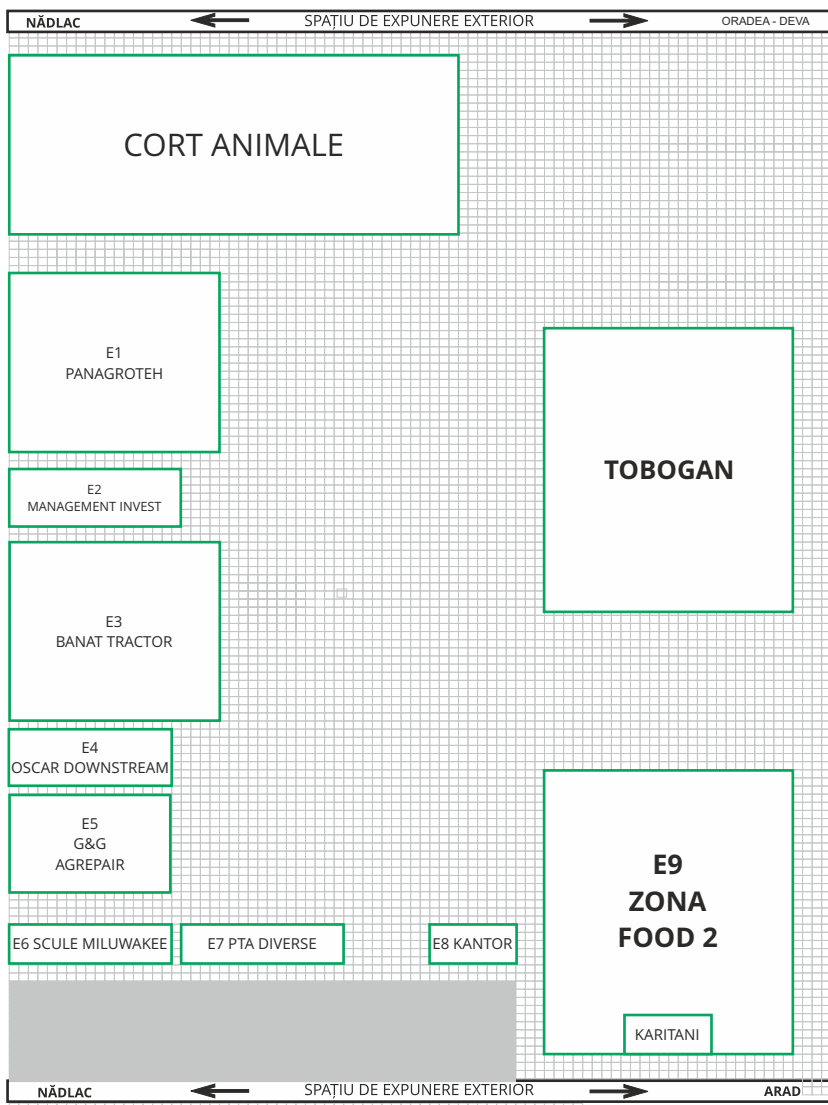 NĂDLAC SPAȚIU DE EXPUNERE EXTERIOR ORADEA - DEVA
CORT ANIMALE
E1
PANAGROTEH
TOBOGAN
E2
MANAGEMENT INVEST
E3
BANAT TRACTOR
E4
OSCAR DOWNSTREAM
E5
G&G
AGREPAIR
E9
ZONA
FOOD 2
E6 SCULE MILUWAKEE E7 PTA DIVERSE E8 KANTOR
KARITANI
NĂDLAC SPAȚIU DE EXPUNERE EXTERIOR ARAD